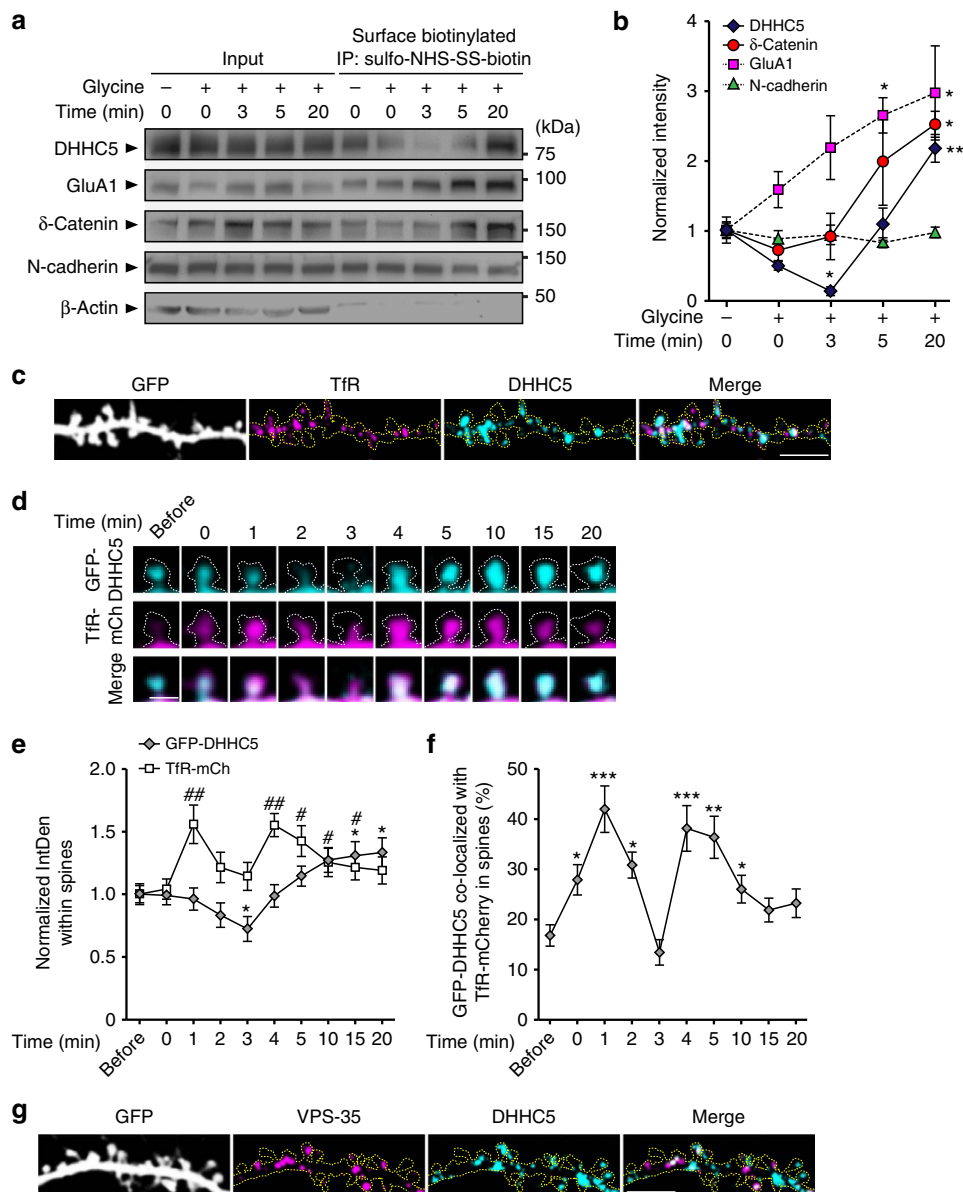 a
Surface biotinylated
Input IP: sulfo-NHS-SS-biotin
Glycine − + + + + − + + + +
Time (min) 0 0 3 5 20 0 0 3 5 20
(kDa)
DHHC5 75
GluA1 100
δ-Catenin 150
N-cadherin 150
β-Actin 50
b
DHHC5
δ-Catenin
GluA1
N-cadherin
Normalized intensity
4
3
2
1
0
*
*
*
**
*
Glycine − + + + +
Time (min) 0 0 3 5 20
c
GFP TfR DHHC5 Merge
d
Time (min) Before 0 1 2 3 4 5 10 15 20
GFP-
DHHC5
TfR-
mCh
Merge
e
GFP-DHHC5
TfR-mCh
Normalized IntDen
within spines
2.0
1.5
1.0
0.5
0
## ## # # #
* * *
Time (min) Before 0 1 2 3 4 5 10 15 20
f
GFP-DHHC5 co-localized with
TfR-mCherry in spines (%)
50
40
30
20
10
0
* *** * *** ** *
Time (min) Before 0 1 2 3 4 5 10 15 20
g
GFP VPS-35 DHHC5 Merge